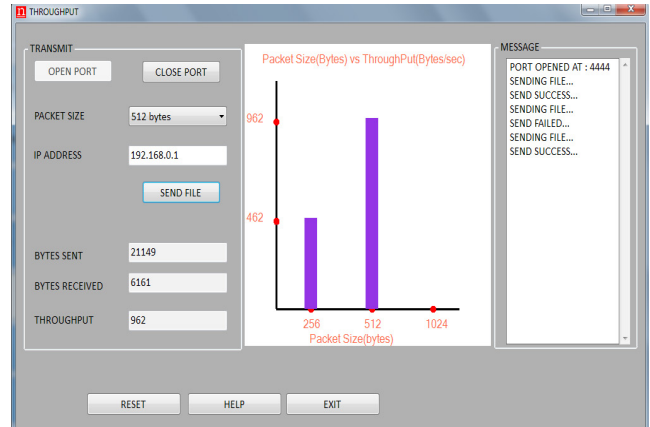 n THROUGHPUT
TRANSMIT
OPEN PORT
CLOSE PORT
PACKET SIZE
512 bytes
IP ADDRESS
192.168.0.1
SEND FILE
BYTES SENT
21149
BYTES RECEIVED
6161
THROUGHPUT
962
Packet Size(Bytes) vs ThroughPut(Bytes/sec)
962
462
256 512 1024
Packet Size(bytes)
MESSAGE
PORT OPENED AT : 4444
SENDING FILE...
SEND SUCCESS...
SENDING FILE...
SEND FAILED...
SENDING FILE...
SEND SUCCESS...
RESET
HELP
EXIT